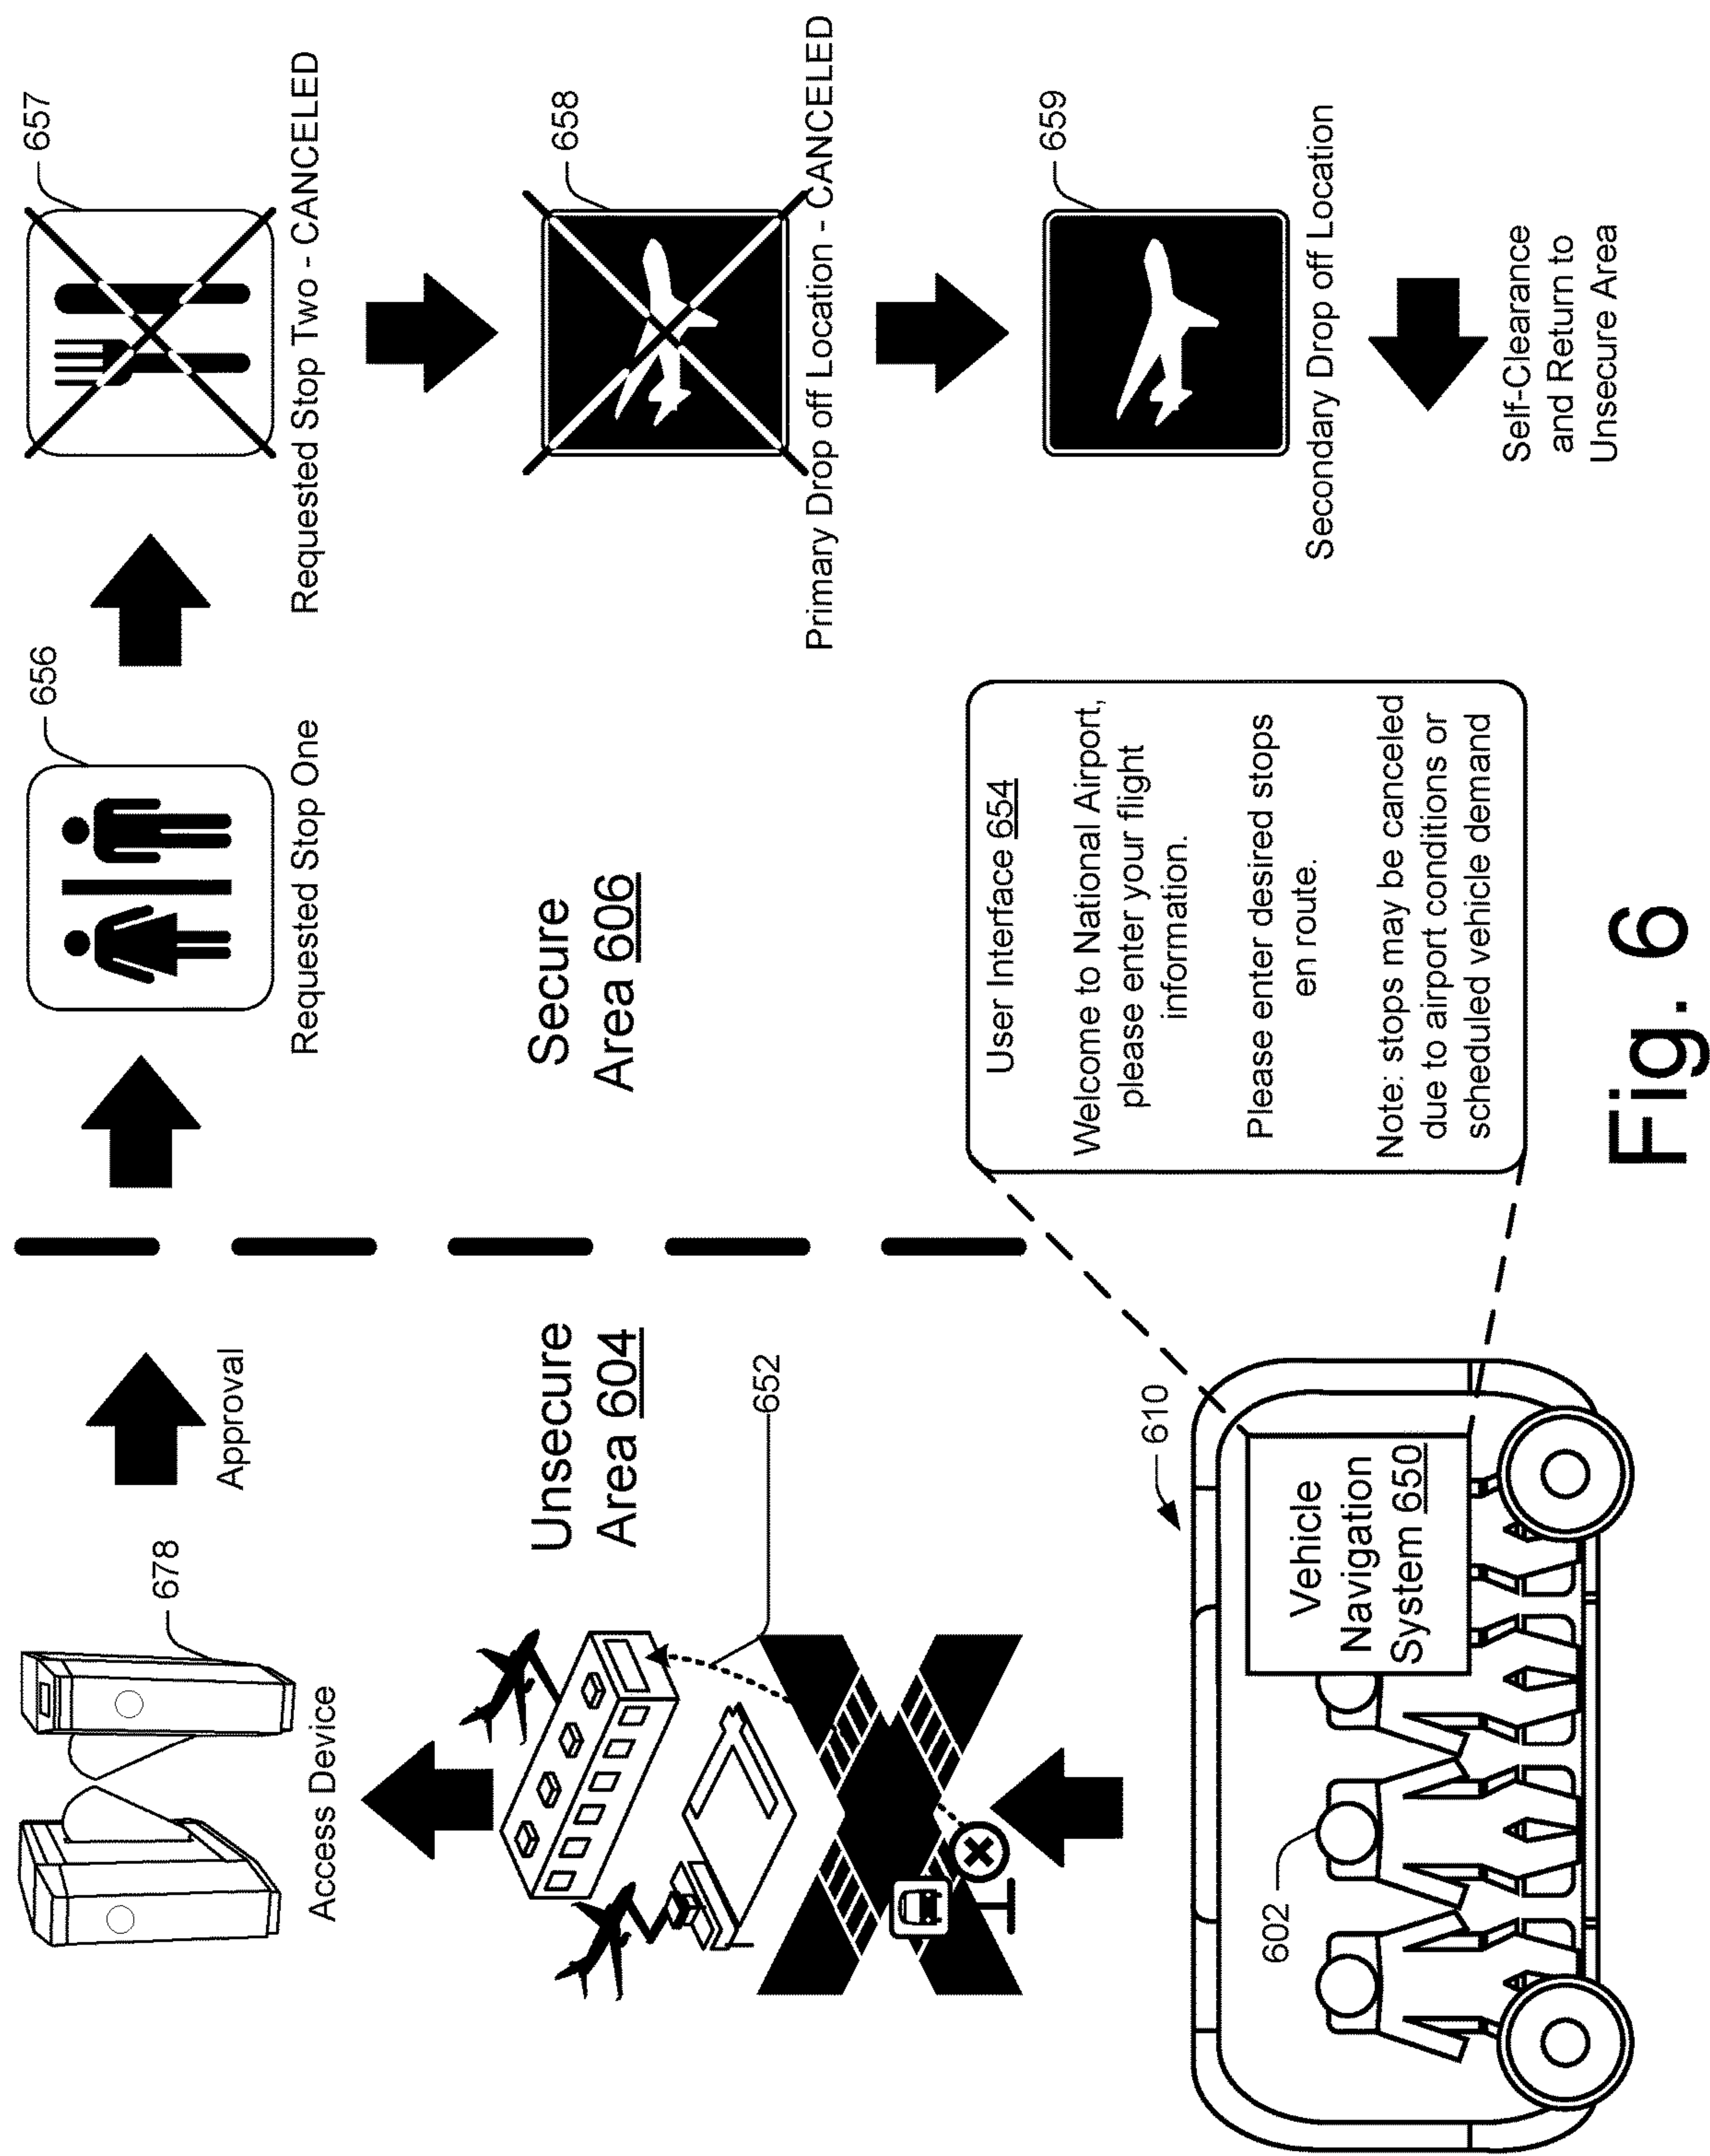 678
Access Device
Approval
656
Requested Stop One
657
Requested Stop Two - CANCELED
658
Primary Drop off Location - CANCELED
659
Secondary Drop off Location
Self-Clearance
and Return to
Unsecure Area
Unsecure
Area 604
Secure
Area 606
652
610
602
Vehicle
Navigation
System 650
User Interface 654
Welcome to National Airport,
please enter your flight
information.
Please enter desired stops
en route.
Note: stops may be canceled
due to airport conditions or
scheduled vehicle demand
Fig. 6